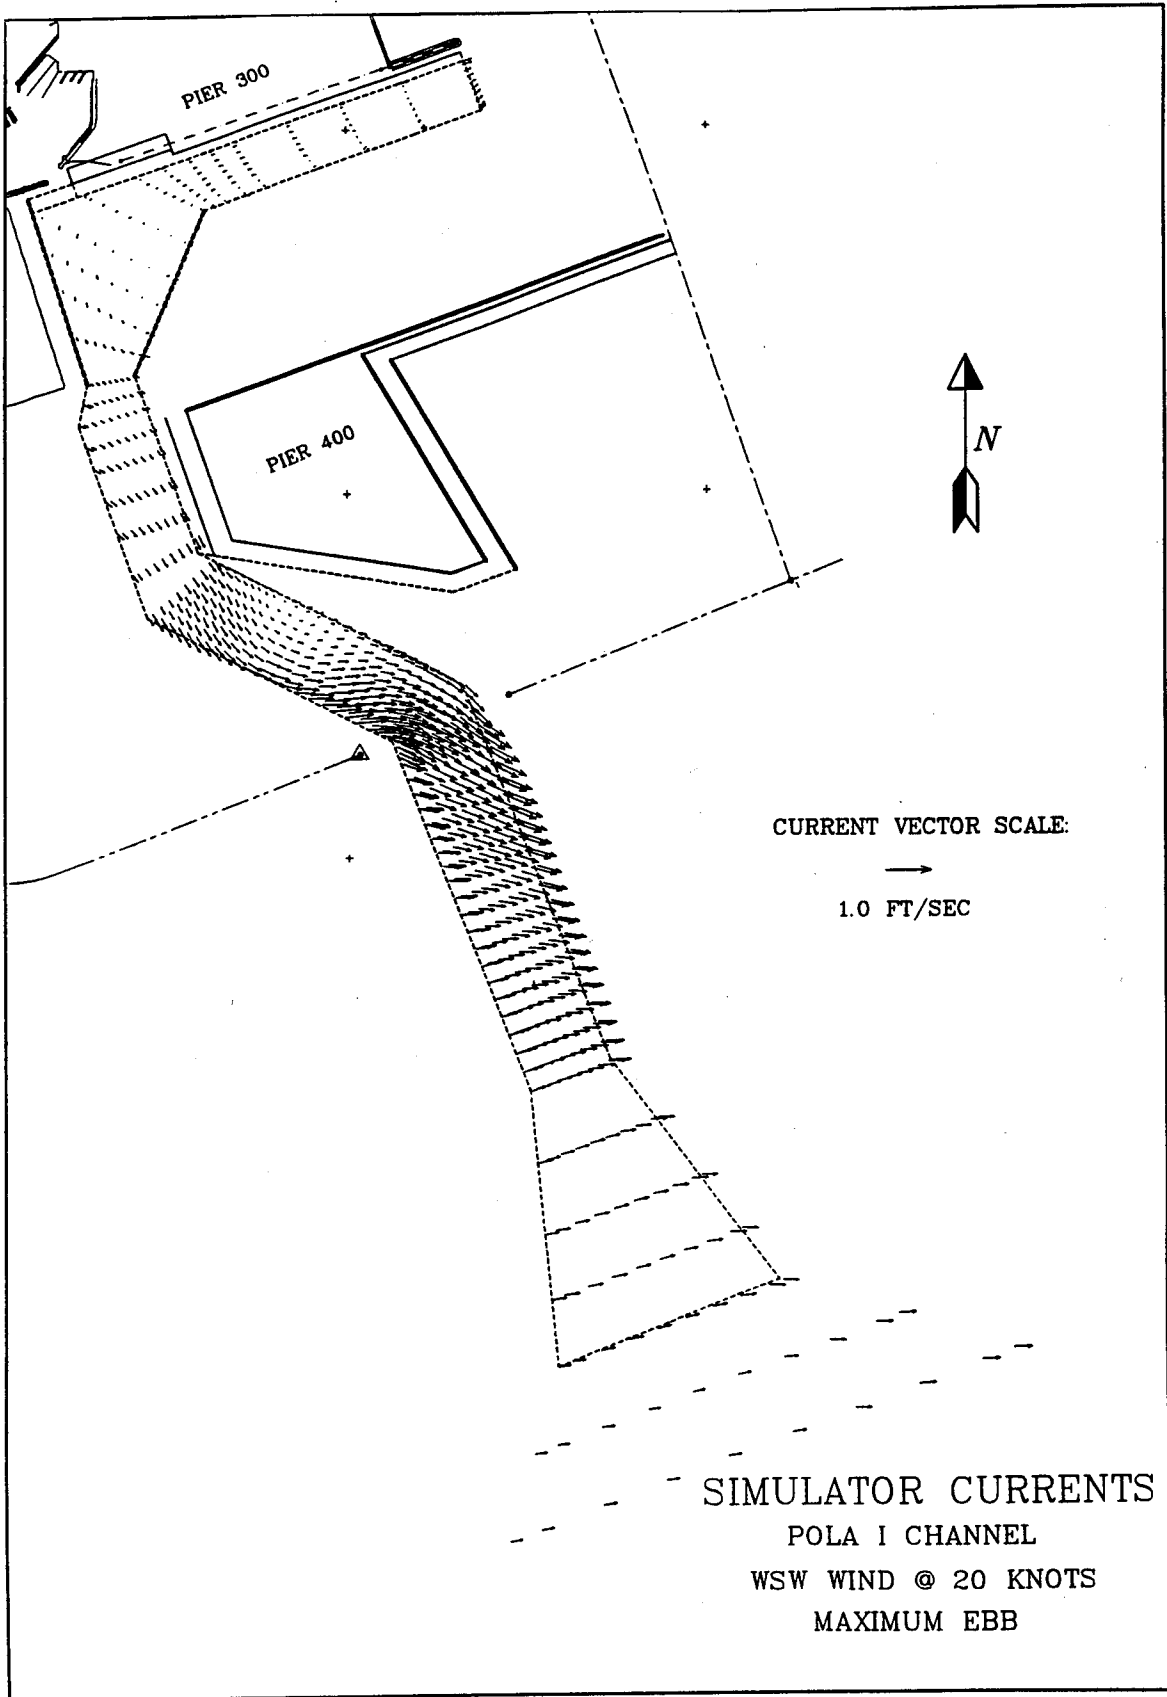 PIER 300
PIER 400
N
CURRENT VECTOR SCALE:
1.0 FT/SEC
SIMULATOR CURRENTS
POLA I CHANNEL
WSW WIND @ 20 KNOTS
MAXIMUM EBB